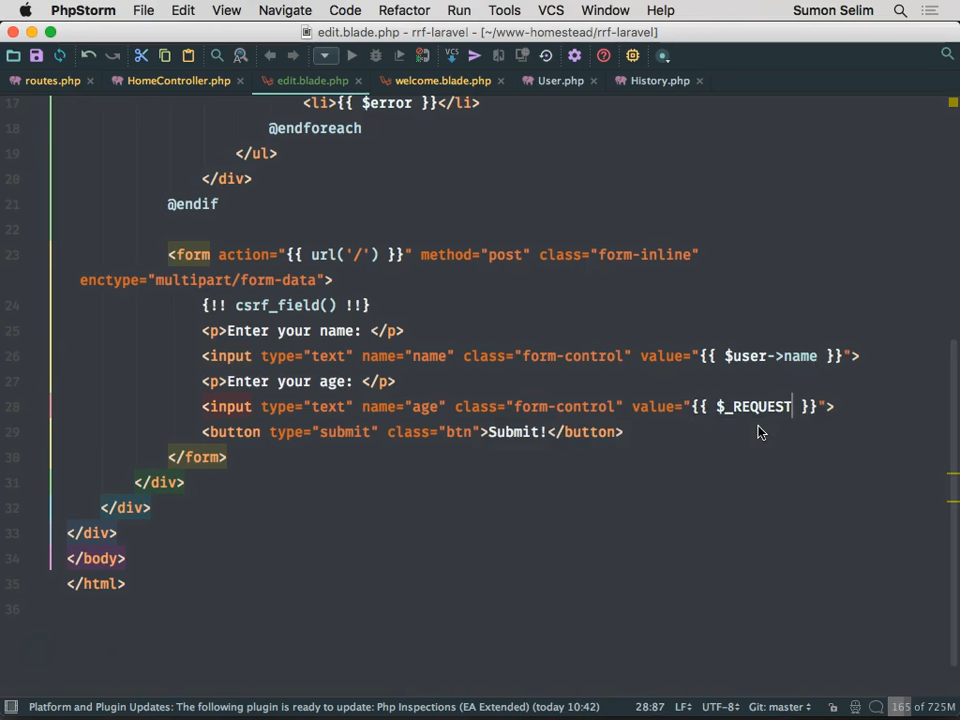 PhpStorm File Edit View Navigate Code Refactor Run Tools VCS Window Help Sumon Selim
edit.blade.php - rrf-laravel - [~/www-homestead/rrf-laravel]
VCS VCS
routes.php × HomeController.php × edit.blade.php × welcome.blade.php × User.php × History.php ×
17 <li>{{ $error }}</li>
18 @endforeach
19 </ul>
20 </div>
21 @endif
22
23 <form action="{{ url('/') }}" method="post" class="form-inline"
enctype="multipart/form-data">
24 {!! csrf_field() !!}
25 <p>Enter your name: </p>
26 <input type="text" name="name" class="form-control" value="{{ $user->name }}">
27 <p>Enter your age: </p>
28 <input type="text" name="age" class="form-control" value="{{ $_REQUEST }}">
29 <button type="submit" class="btn">Submit!</button>
30 </form>
31 </div>
32 </div>
33 </div>
34 </body>
35 </html>
36
Platform and Plugin Updates: The following plugin is ready to update: Php Inspections (EA Extended) (today 10:42) 28:87 LF÷ UTF-8÷ Git: master÷ 165 of 725M